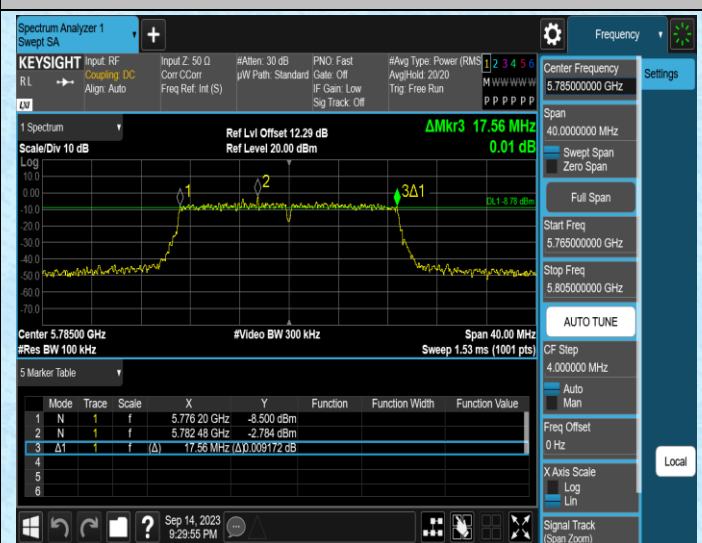 Spectrum Analyzer 1
Swept SA
+
Frequency
KEYSIGHT
RL
Input: RF
Coupling: DC
Align: Auto
Input Z: 50 Ω
Corr CCorr
Freq Ref: Int (S)
#Atten: 30 dB
µW Path: Standard
PNO: Fast
Gate: Off
IF Gain: Low
Sig Track: Off
#Avg Type: Power (RMS
Avg|Hold: 20/20
Trig: Free Run
1 2 3 4 5 6
M W W W W W
P P P P P P
1 Spectrum
Scale/Div 10 dB
Ref Lvl Offset 12.29 dB
Ref Level 20.00 dBm
ΔMkr3 17.56 MHz
0.01 dB
Log
10.0
0.00
-10.0
-20.0
-30.0
-40.0
-50.0
-60.0
-70.0
1
2
3Δ1
DL1 -8.78 dBm
Center 5.78500 GHz
#Res BW 100 kHz
#Video BW 300 kHz
Span 40.00 MHz
Sweep 1.53 ms (1001 pts)
5 Marker Table
Mode Trace Scale X Y Function Function Width Function Value
1 N 1 f 5.776 20 GHz -8.500 dBm
2 N 1 f 5.782 48 GHz -2.784 dBm
3 Δ1 1 f (Δ) 17.56 MHz (Δ) 0.009172 dB
4
5
6
Sep 14, 2023
9:29:55 PM
?
Center Frequency
5.785000000 GHz
Span
40.0000000 MHz
Swept Span
Zero Span
Full Span
Start Freq
5.765000000 GHz
Stop Freq
5.805000000 GHz
AUTO TUNE
CF Step
4.000000 MHz
Auto
Man
Freq Offset
0 Hz
X Axis Scale
Log
Lin
Signal Track
(Span Zoom)
Settings
Local